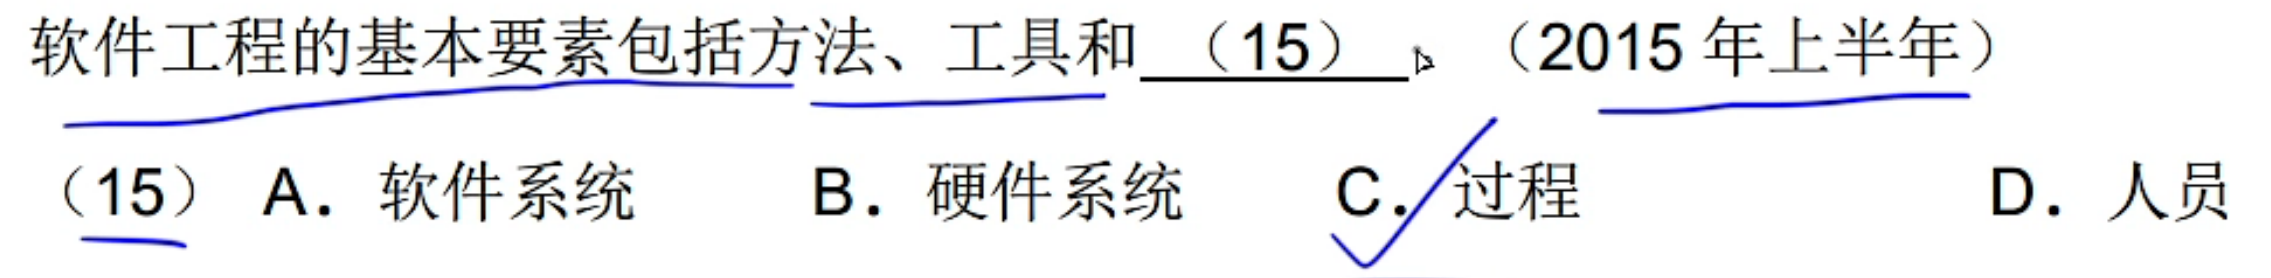 软件工程的基本要素包括方法、工具和 （15） 。（2015 年上半年）
（15） A．软件系统 B．硬件系统 C．过程 D．人员